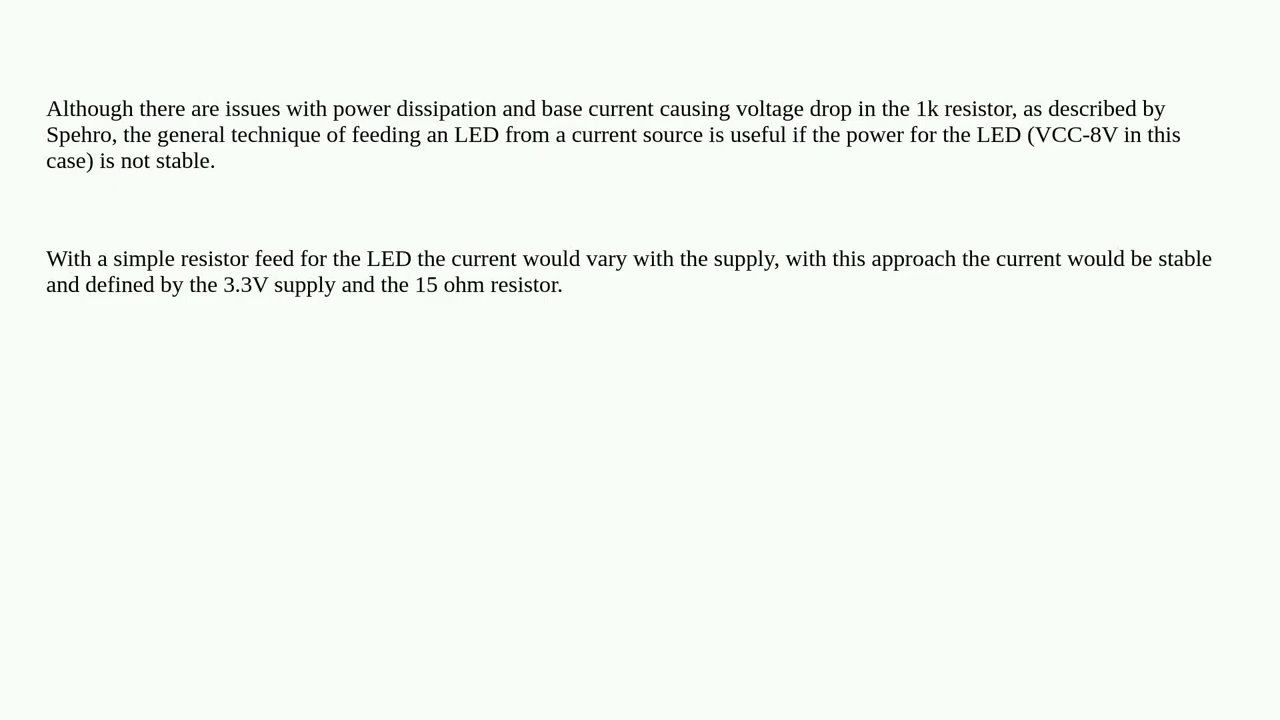 Although there are issues with power dissipation and base current causing voltage drop in the 1k resistor, as described by
Spehro, the general technique of feeding an LED from a current source is useful if the power for the LED (VCC-8V in this
case) is not stable.
With a simple resistor feed for the LED the current would vary with the supply, with this approach the current would be stable
and defined by the 3.3V supply and the 15 ohm resistor.